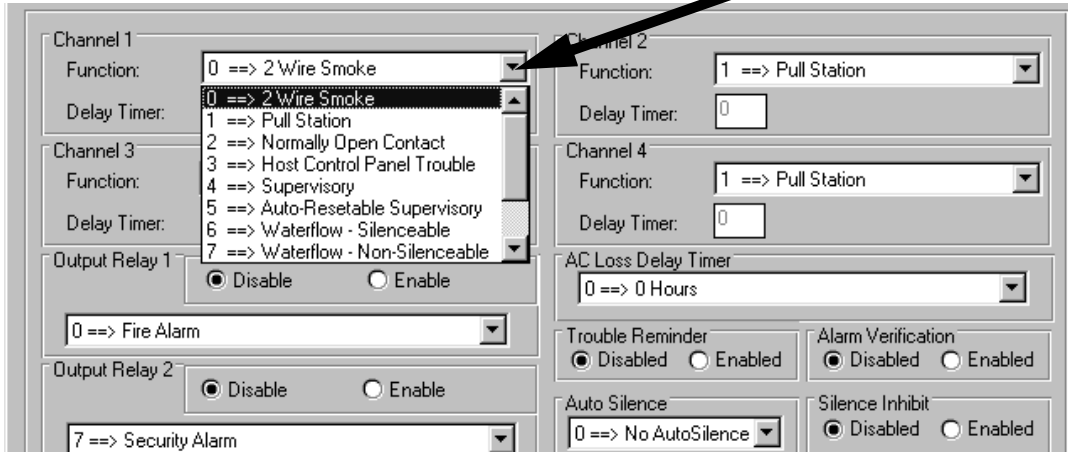 Channel 1
Function: 0 ==> 2 Wire Smoke
0 ==> 2 Wire Smoke
1 ==> Pull Station
2 ==> Normally Open Contact
3 ==> Host Control Panel Trouble
4 ==> Supervisory
5 ==> Auto-Resetable Supervisory
6 ==> Waterflow - Silenceable
7 ==> Waterflow - Non-Silenceable
Delay Timer:
Channel 2
Function: 1 ==> Pull Station
Delay Timer: 0
Channel 3
Function:
Delay Timer:
Channel 4
Function: 1 ==> Pull Station
Delay Timer: 0
Output Relay 1
Disable Enable
0 ==> Fire Alarm
AC Loss Delay Timer
0 ==> 0 Hours
Output Relay 2
Disable Enable
7 ==> Security Alarm
Trouble Reminder
Disabled Enabled
Alarm Verification
Disabled Enabled
Auto Silence
0 ==> No AutoSilence
Silence Inhibit
Disabled Enabled